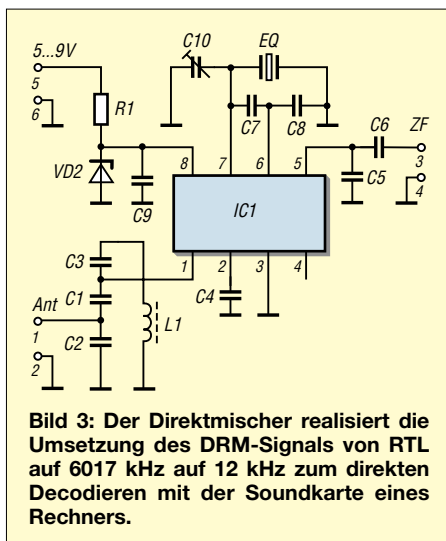 5...9V
5
6
R1
VD2
C9
C10
EQ
C7
C8
C6
ZF
3
4
C5
8
7
6
5
IC1
1
2
3
4
C3
C1
Ant
1
2
C2
L1
C4
Bild 3: Der Direktmischer realisiert die
Umsetzung des DRM-Signals von RTL
auf 6017 kHz auf 12 kHz zum direkten
Decodieren mit der Soundkarte eines
Rechners.